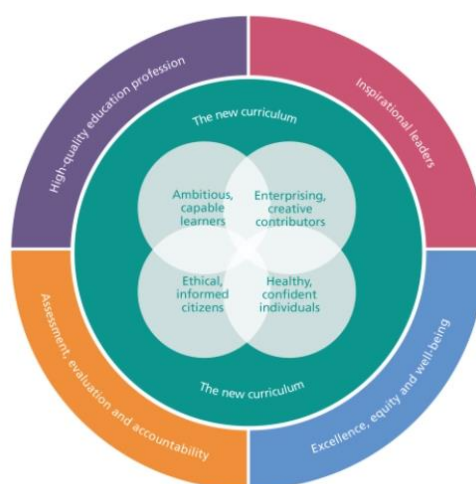 High-quality education profession
Inspirational leaders
The new curriculum
Ambitious,
capable
learners
Enterprising,
creative
contributors
Ethical,
informed
citizens
Healthy,
confident
individuals
The new curriculum
Assessment, evaluation and accountability
Excellence, equity and well-being